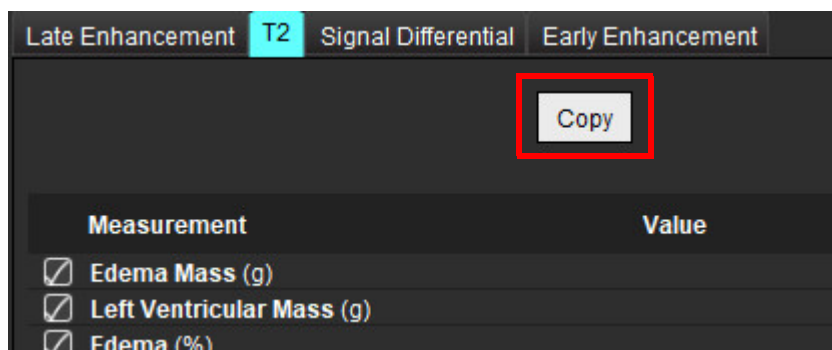 Late Enhancement T2 Signal Differential Early Enhancement
Copy
Measurement Value
Edema Mass (g)
Left Ventricular Mass (g)
Edema (%)